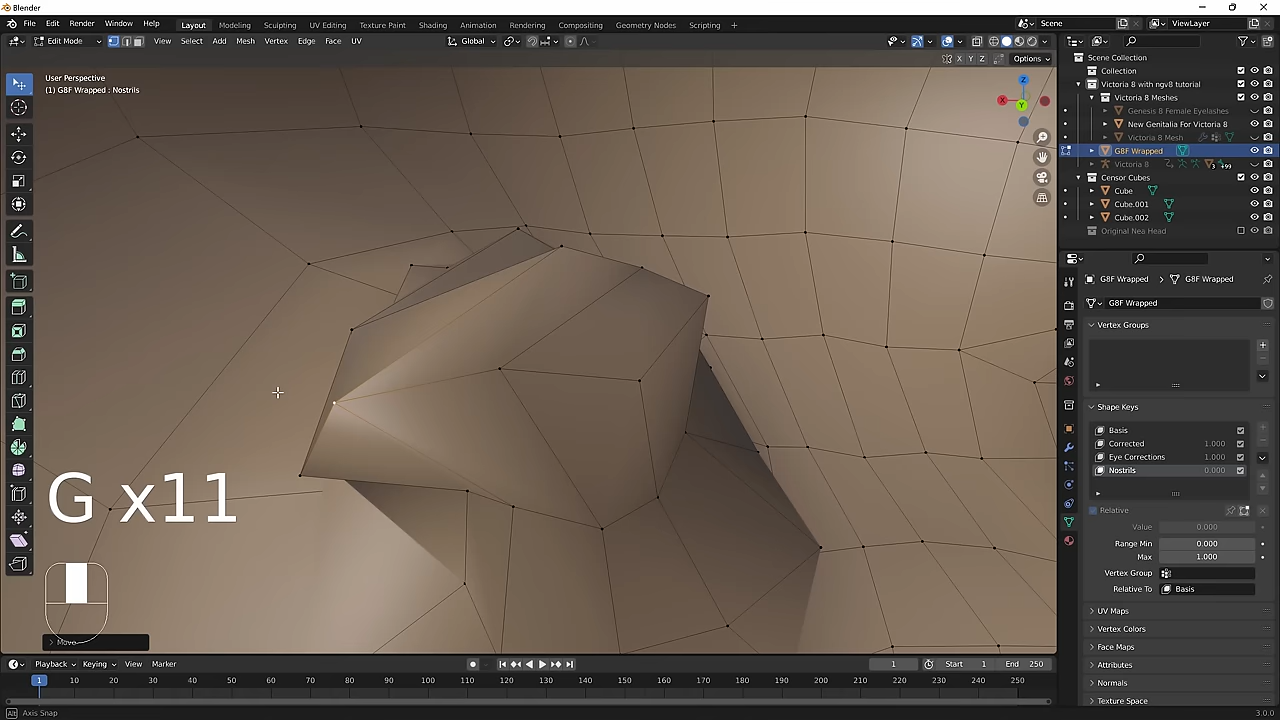 Blender
File Edit Render Window Help Layout Modeling Sculpting UV Editing Texture Paint Shading Animation Rendering Compositing Geometry Nodes Scripting + Scene ViewLayer
Edit Mode View Select Add Mesh Vertex Edge Face UV Global
X Y Z Options
User Perspective
(1) G8F Wrapped : Nostrils
Z
X
Y
G x11
Move
Scene Collection
Collection
Victoria 8 with ngv8 tutorial
Victoria 8 Meshes
Genesis 8 Female Eyelashes
New Genitalia For Victoria 8
Victoria 8 Mesh
G8F Wrapped
Victoria 8
Censor Cubes
Cube
Cube.001
Cube.002
Original Nea Head
G8F Wrapped > G8F Wrapped
G8F Wrapped
Vertex Groups
Shape Keys
Basis
Corrected 1.000
Eye Corrections 1.000
Nostrils 0.000
Relative
Value 0.000
Range Min 0.000
Max 1.000
Vertex Group
Relative To Basis
UV Maps
Vertex Colors
Face Maps
Attributes
Normals
Texture Space
Playback Keying View Marker 1 Start 1 End 250
1 10 20 30 40 50 60 70 80 90 100 110 120 130 140 150 160 170 180 190 200 210 220 230 240 250
Alt Axis Snap 3.0.0